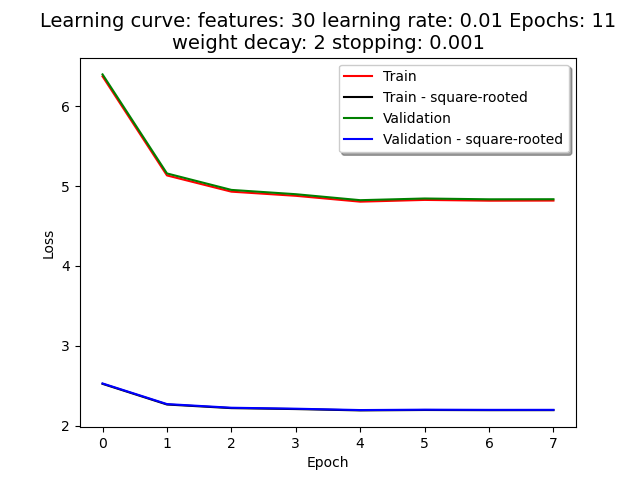 Learning curve: features: 30 learning rate: 0.01 Epochs: 11
weight decay: 2 stopping: 0.001
Train
Train - square-rooted
Validation
Validation - square-rooted
6
5
4
3
2
Loss
0 1 2 3 4 5 6 7
Epoch